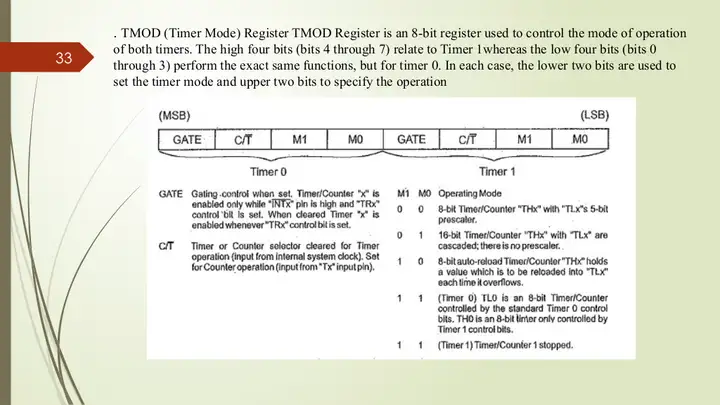 33
. TMOD (Timer Mode) Register TMOD Register is an 8-bit register used to control the mode of operation
of both timers. The high four bits (bits 4 through 7) relate to Timer 1whereas the low four bits (bits 0
through 3) perform the exact same functions, but for timer 0. In each case, the lower two bits are used to
set the timer mode and upper two bits to specify the operation
(MSB) (LSB)
GATE C/T̅ M1 M0 GATE C/T̅ M1 M0
Timer 0 Timer 1
GATE Gating control when set. Timer/Counter "x" is
enabled only while "I̅N̅T̅x̅" pin is high and "TRx"
control bit is set. When cleared Timer "x" is
enabled whenever "TRx" control bit is set.
C/T̅ Timer or Counter selector cleared for Timer
operation (input from internal system clock). Set
for Counter operation (input from "Tx" input pin).
M1 M0 Operating Mode
0 0 8-bit Timer/Counter "THx" with "TLx"s 5-bit
prescaler.
0 1 16-bit Timer/Counter "THx" with "TLx" are
cascaded; there is no prescaler.
1 0 8-bit auto-reload Timer/Counter "THx" holds
a value which is to be reloaded into "TLx"
each time it overflows.
1 1 (Timer 0) TL0 is an 8-bit Timer/Counter
controlled by the standard Timer 0 control
bits. TH0 is an 8-bit timer only controlled by
Timer 1 control bits.
1 1 (Timer 1) Timer/Counter 1 stopped.